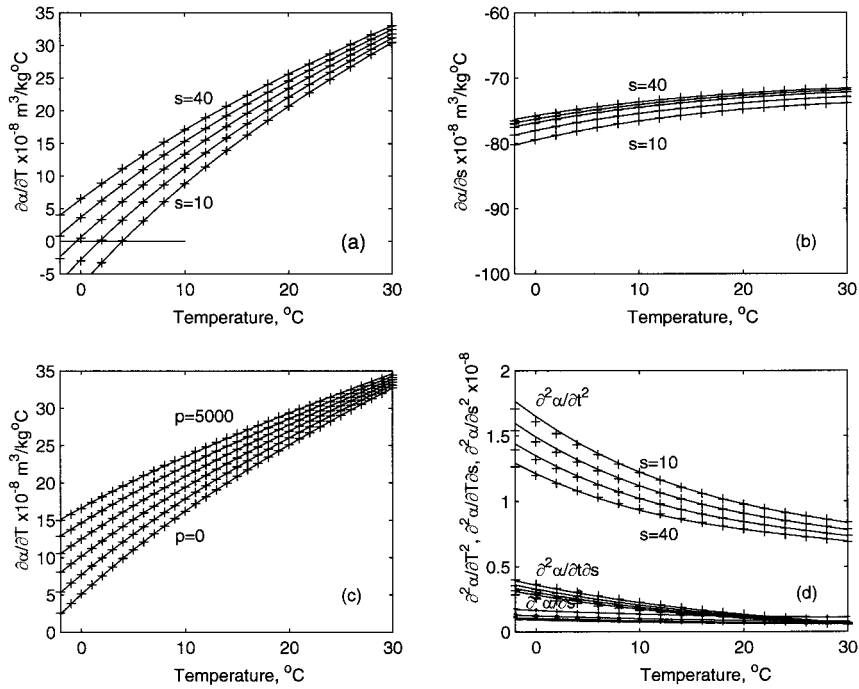 35
30
25
20
15
10
5
0
-5
∂α/∂T x10⁻⁸ m³/kg°C
s=40
s=10
(a)
0 10 20 30
Temperature, °C
-50
-60
-70
-80
-90
-100
∂α/∂s x10⁻⁸ m³/kg°C
s=40
s=10
(b)
0 10 20 30
Temperature, °C
35
30
25
20
15
10
5
0
∂α/∂T x10⁻⁸ m³/kg°C
p=5000
p=0
(c)
0 10 20 30
Temperature, °C
2
1.5
1
0.5
0
∂²α/∂T², ∂²α/∂T∂s, ∂²α/∂s² x10⁻⁸
∂²α/∂t²
s=10
s=40
∂²α/∂t∂s
(d)
0 10 20 30
Temperature, °C